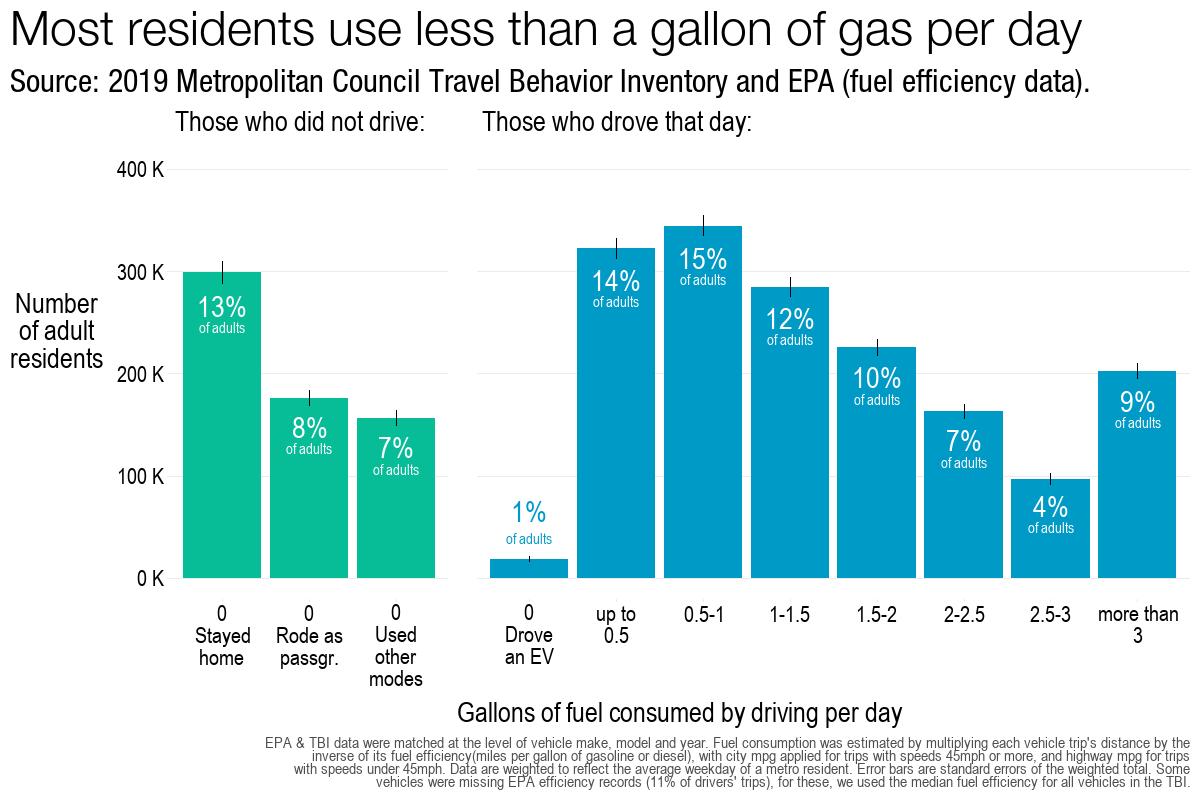 Most residents use less than a gallon of gas per day
Source: 2019 Metropolitan Council Travel Behavior Inventory and EPA (fuel efficiency data).
Those who did not drive:
Those who drove that day:
Number
of adult
residents
400 K
300 K
200 K
100 K
0 K
13%
of adults
8%
of adults
7%
of adults
1%
of adults
14%
of adults
15%
of adults
12%
of adults
10%
of adults
7%
of adults
4%
of adults
9%
of adults
0
Stayed
home
0
Rode as
passgr.
0
Used
other
modes
0
Drove
an EV
up to
0.5
0.5-1
1-1.5
1.5-2
2-2.5
2.5-3
more than
3
Gallons of fuel consumed by driving per day
EPA & TBI data were matched at the level of vehicle make, model and year. Fuel consumption was estimated by multiplying each vehicle trip's distance by the
inverse of its fuel efficiency(miles per gallon of gasoline or diesel), with city mpg applied for trips with speeds 45mph or more, and highway mpg for trips
with speeds under 45mph. Data are weighted to reflect the average weekday of a metro resident. Error bars are standard errors of the weighted total. Some
vehicles were missing EPA efficiency records (11% of drivers' trips), for these, we used the median fuel efficiency for all vehicles in the TBI.